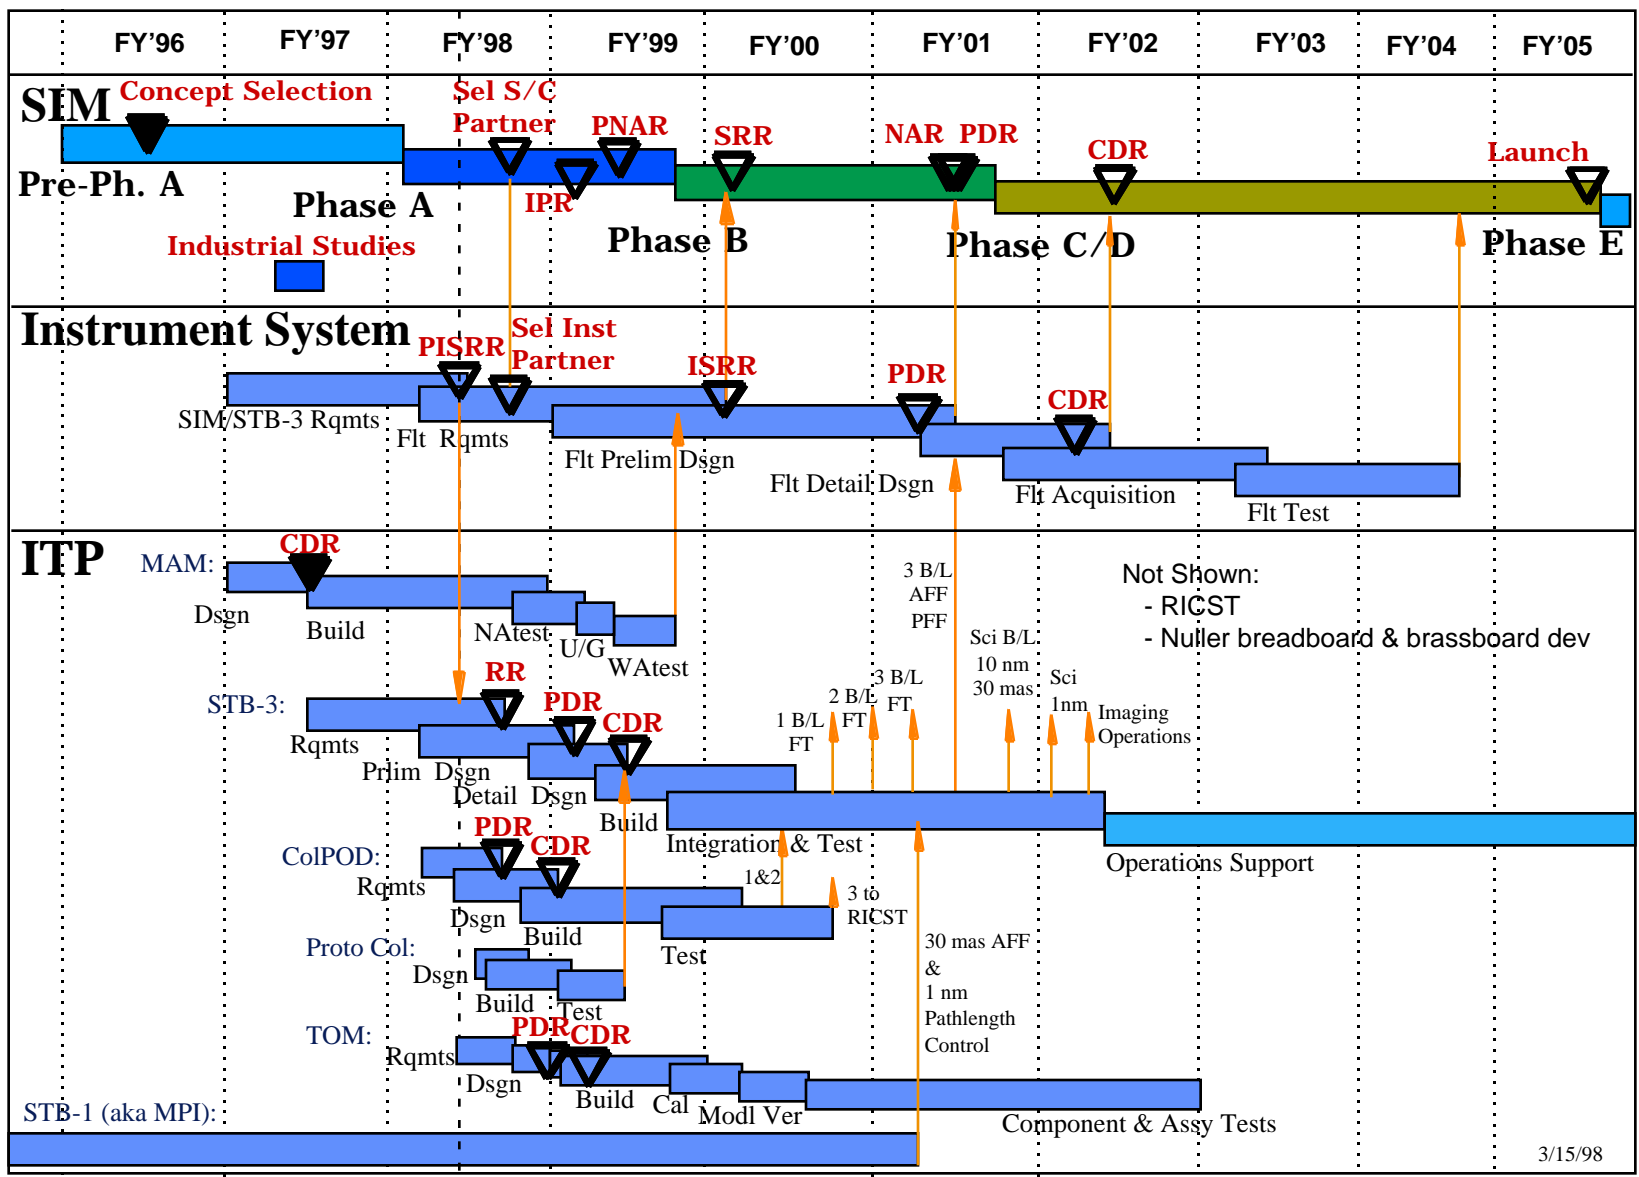 FY'96 FY'97 FY'98 FY'99 FY'00 FY'01 FY'02 FY'03 FY'04 FY'05
SIM
Concept Selection
Sel S/C
Partner
PNAR
IPR
SRR
NAR PDR
CDR
Launch
Pre-Ph. A
Phase A
Phase B
Phase C/D
Phase E
Industrial Studies
Instrument System
PISRR
Sel Inst
Partner
ISRR
PDR
CDR
SIM/STB-3 Rqmts
Flt Rqmts
Flt Prelim Dsgn
Flt Detail Dsgn
Flt Acquisition
Flt Test
ITP
MAM:
CDR
Dsgn
Build
NAtest
U/G
WAtest
3 B/L
AFF
PFF
Not Shown:
- RICST
- Nuller breadboard & brassboard dev
STB-3:
RR
PDR
CDR
Rqmts
Prlim Dsgn
Detail Dsgn
Build
Integration & Test
Operations Support
1 B/L
FT
2 B/L
FT
3 B/L
FT
Sci B/L
10 nm
30 mas
Sci
1nm
Imaging
Operations
ColPOD:
PDR
CDR
Rqmts
Dsgn
Build
Test
1&2
3 to
RICST
Proto Col:
Dsgn
Build
Test
30 mas AFF
&
1 nm
Pathlength
Control
TOM:
PDR
CDR
Rqmts
Dsgn
Build
Cal
Modl Ver
Component & Assy Tests
STB-1 (aka MPI):
3/15/98